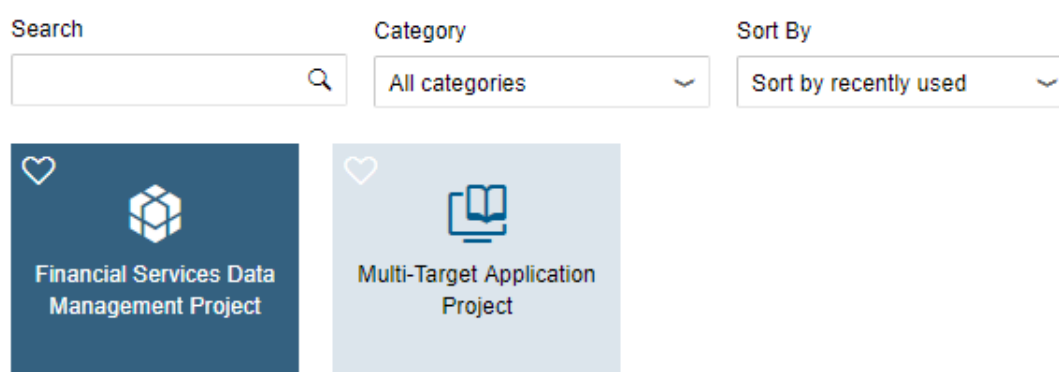 Search
Category
Sort By
All categories
Sort by recently used
Financial Services Data
Management Project
Multi-Target Application
Project